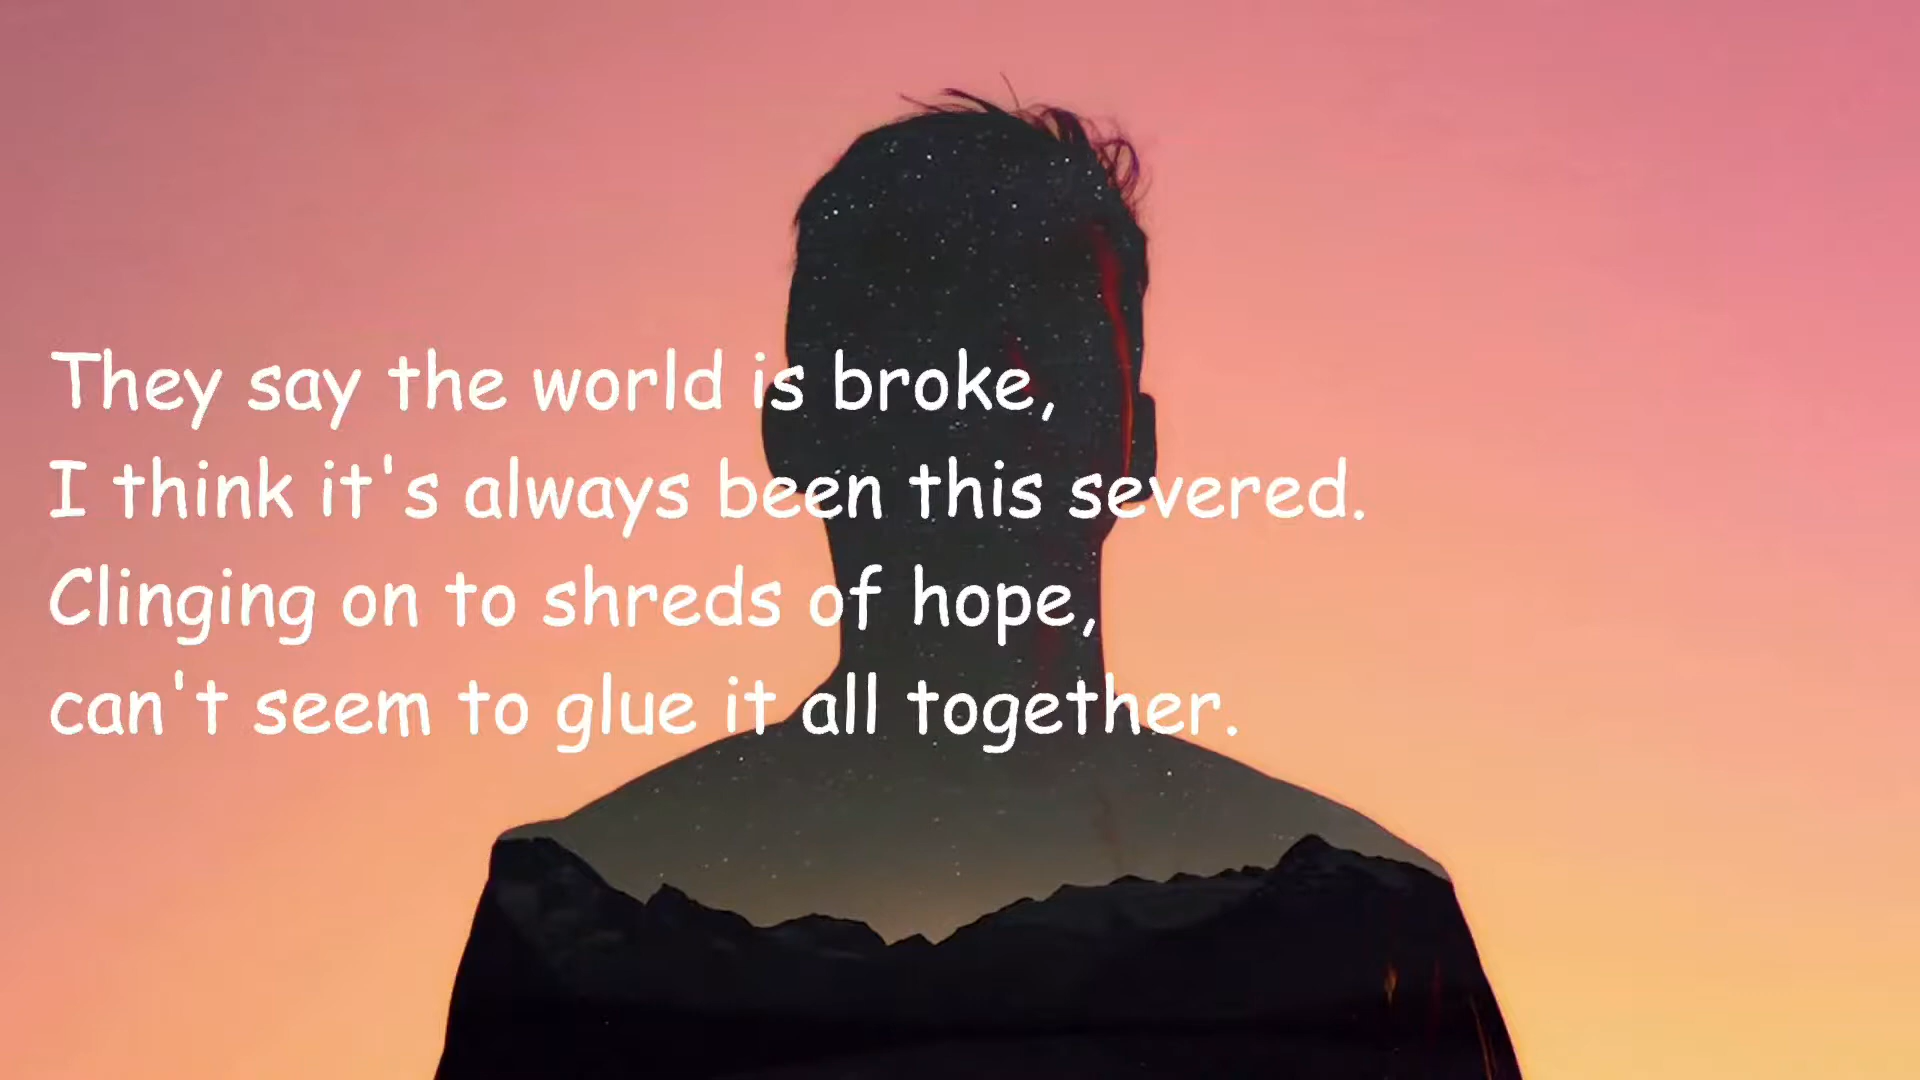 They say the world is broke,
I think it's always been this severed.
Clinging on to shreds of hope,
can't seem to glue it all together.